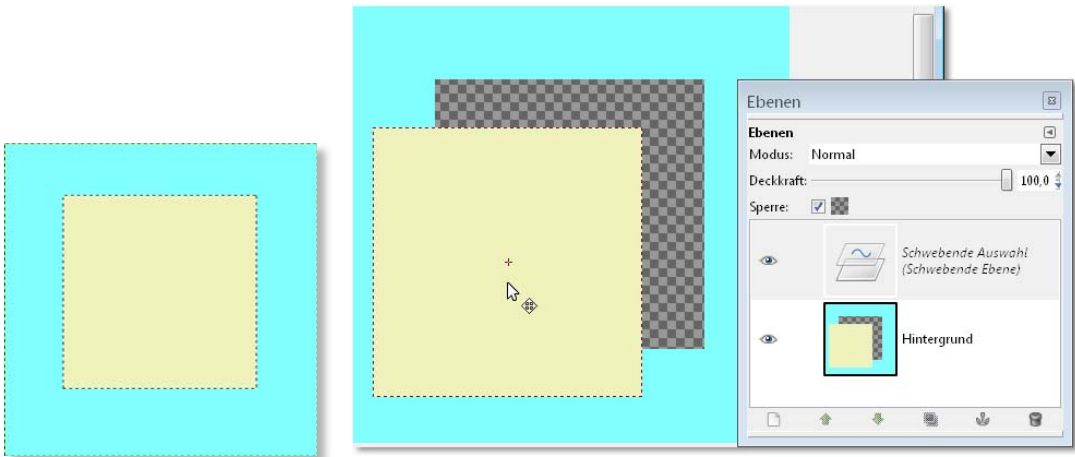 Ebenen
Ebenen
Modus: Normal
Deckkraft: 100,0
Sperre:
Schwebende Auswahl
(Schwebende Ebene)
Hintergrund